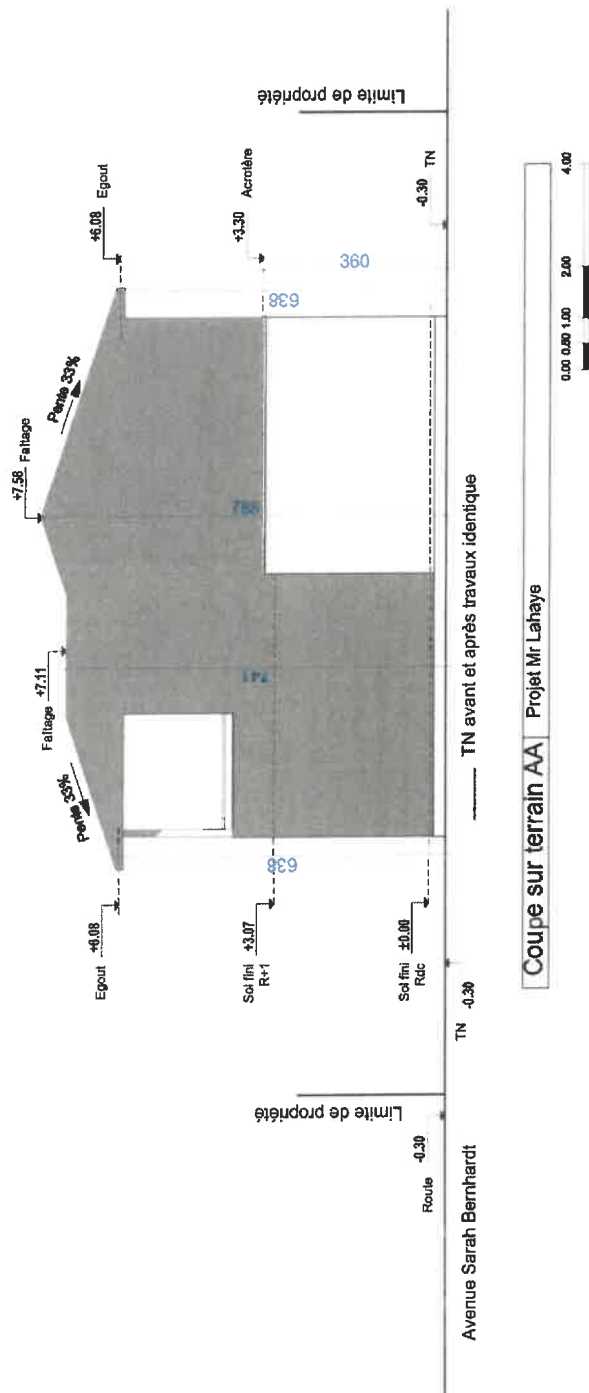 +7.58 Faîtage
Pente 33%
+7.11
Faîtage
Pente 33%
+6.08
Egout
+6.08
Egout
+3.30
Acrotère
Sol fini +3.07
R+1
Sol fini ±0.00
Rdc
638
741
788
638
360
Limite de propriété
Limite de propriété
Route -0.30
TN -0.30
-0.30 TN
Avenue Sarah Bernhardt
TN avant et après travaux identique
Coupe sur terrain AA Projet Mr Lahaye
0.00 0.50 1.00 2.00 4.00